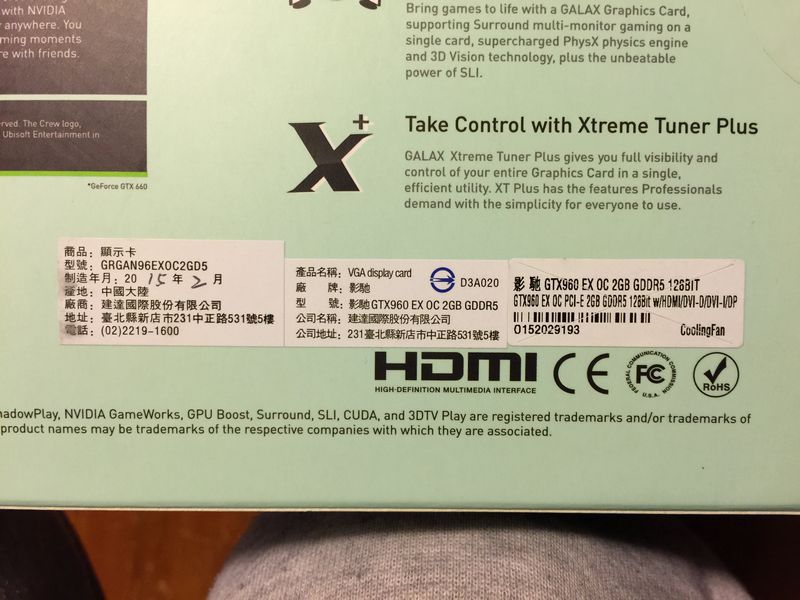 with NVIDIA
anywhere. You
ming moments
re with friends.
rved. The Crew logo,
Ubisoft Entertainment in
*GeForce GTX 660
Bring games to life with a GALAX Graphics Card,
supporting Surround multi-monitor gaming on a
single card, supercharged PhysX physics engine
and 3D Vision technology, plus the unbeatable
power of SLI.
X+
Take Control with Xtreme Tuner Plus
GALAX Xtreme Tuner Plus gives you full visibility and
control of your entire Graphics Card in a single,
efficient utility. XT Plus has the features Professionals
demand with the simplicity for everyone to use.
商品: 顯示卡
型號: GRGAN96EXOC2GD5
制造年月: 2015年2月
產地: 中國大陸
廠商: 建達國際股份有限公司
地址: 臺北縣新店市231中正路531號5樓
電話: (02)2219-1600
產品名稱: VGA display card
D3A020
廠 牌: 影馳
型 號: 影馳 GTX960 EX OC 2GB GDDR5
公司名稱: 建達國際股份有限公司
公司地址: 231臺北縣新店市中正路531號5樓
影驰 GTX960 EX OC 2GB GDDR5 128BIT
GTX960 EX OC PCI-E 2GB GDDR5 128Bit w/HDMI/DVI-D/DVI-I/DP
0152029193
CoolingFan
HDMI
HIGH-DEFINITION MULTIMEDIA INTERFACE
CE
FEDERAL COMMUNICATION COMMISSION
FC
U.S.A.
RoHS
hadowPlay, NVIDIA GameWorks, GPU Boost, Surround, SLI, CUDA, and 3DTV Play are registered trademarks and/or trademarks of
product names may be trademarks of the respective companies with which they are associated.